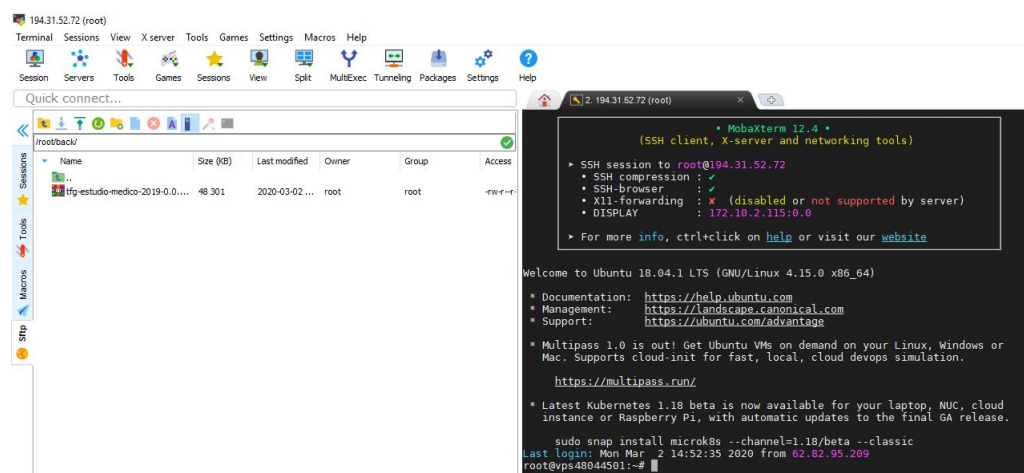 194.31.52.72 (root)
Terminal Sessions View X server Tools Games Settings Macros Help
Session Servers Tools Games Sessions View Split MultiExec Tunneling Packages Settings Help
Quick connect...
2. 194.31.52.72 (root)
/root/back/
Name Size (KB) Last modified Owner Group Access
..
tfg-estudio-medico-2019-0.0.... 48 301 2020-03-02 ... root root -rw-r--r-
Sessions
Tools
Macros
Sftp
• MobaXterm 12.4 •
(SSH client, X-server and networking tools)
➤ SSH session to root@194.31.52.72
• SSH compression : ✔
• SSH-browser : ✔
• X11-forwarding : ✘ (disabled or not supported by server)
• DISPLAY : 172.10.2.115:0.0
➤ For more info, ctrl+click on help or visit our website
Welcome to Ubuntu 18.04.1 LTS (GNU/Linux 4.15.0 x86_64)
* Documentation: https://help.ubuntu.com
* Management: https://landscape.canonical.com
* Support: https://ubuntu.com/advantage
* Multipass 1.0 is out! Get Ubuntu VMs on demand on your Linux, Windows or
Mac. Supports cloud-init for fast, local, cloud devops simulation.
https://multipass.run/
* Latest Kubernetes 1.18 beta is now available for your laptop, NUC, cloud
instance or Raspberry Pi, with automatic updates to the final GA release.
sudo snap install microk8s --channel=1.18/beta --classic
Last login: Mon Mar 2 14:52:35 2020 from 62.82.95.209
root@vps48044501:~#